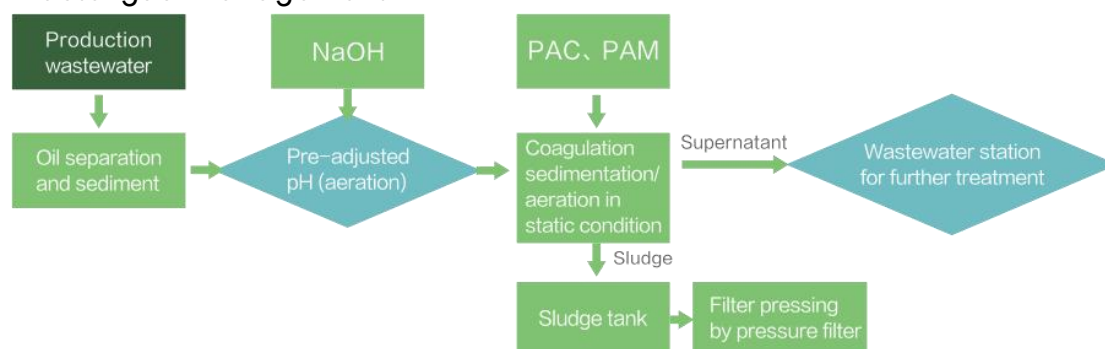 Production
wastewater
NaOH
PAC、PAM
Oil separation
and sediment
Pre-adjusted
pH (aeration)
Coagulation
sedimentation/
aeration in
static condition
Supernatant
Wastewater station
for further treatment
Sludge
Sludge tank
Filter pressing
by pressure filter